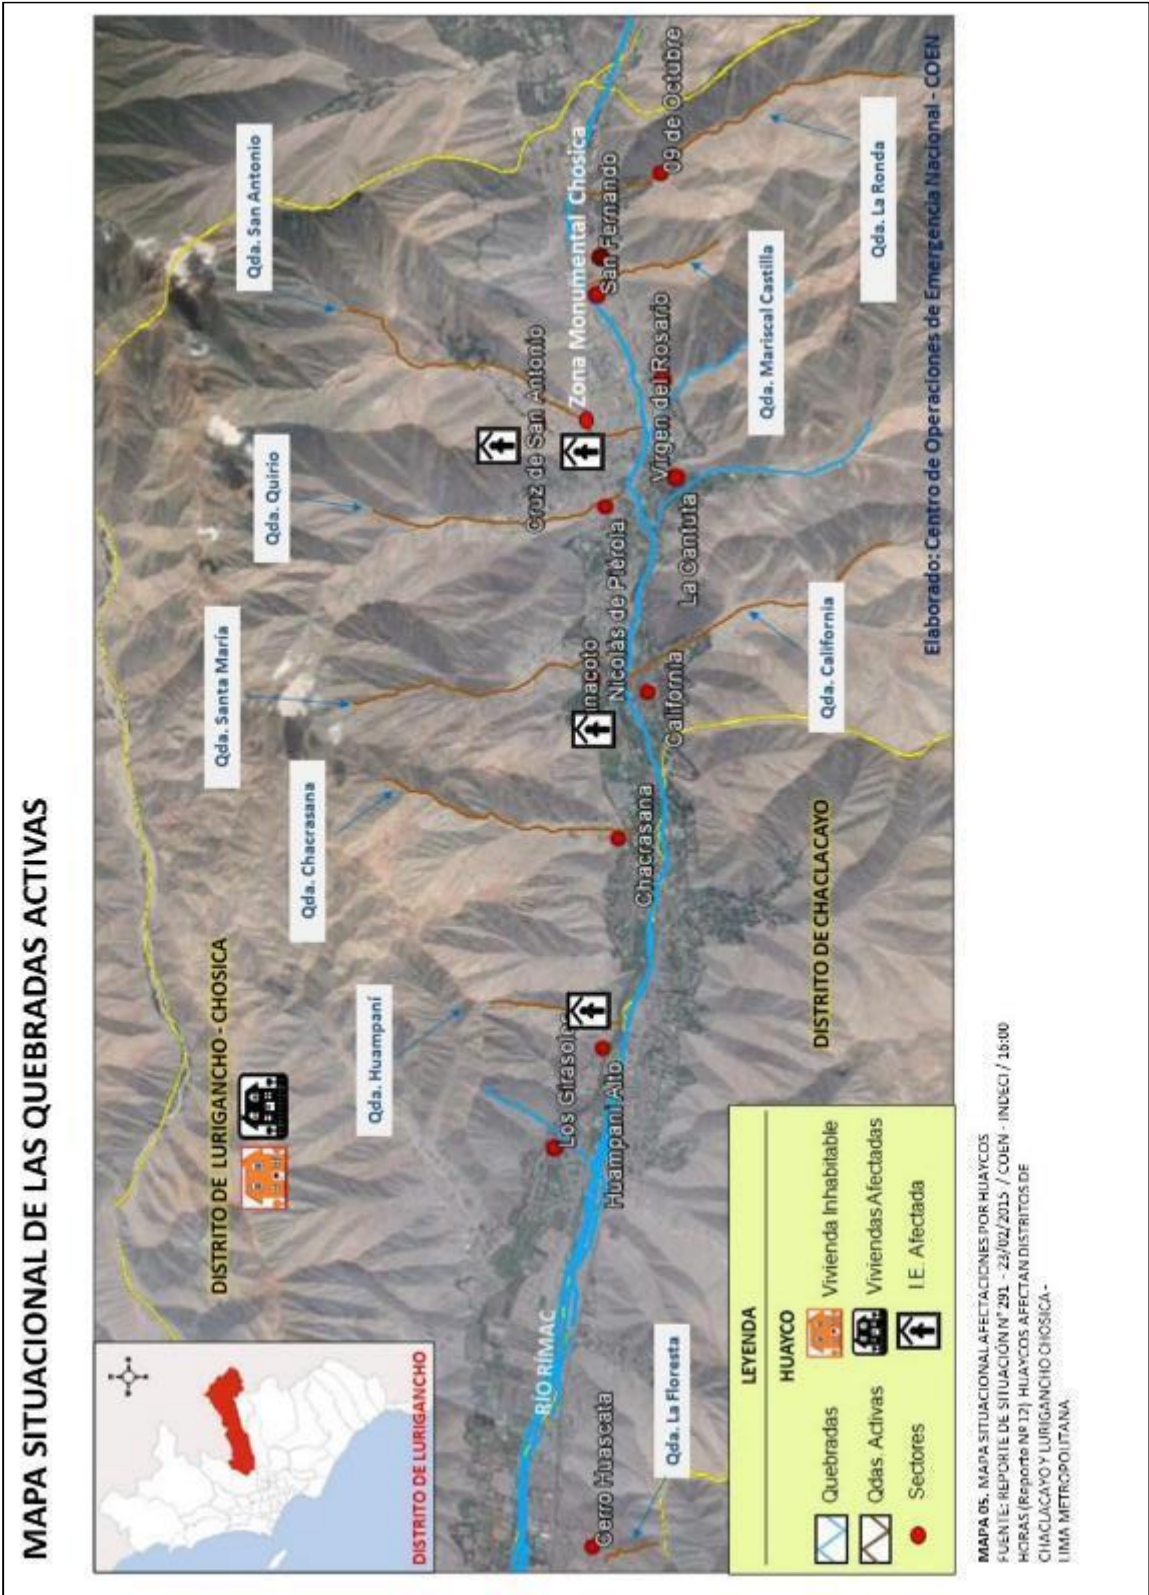 MAPA SITUACIONAL DE LAS QUEBRADAS ACTIVAS
DISTRITO DE LURIGANCHO
DISTRITO DE LURIGANCHO - CHOSICA
Qda. Huampaní
Qda. Chacrasana
Qda. Santa María
Qda. Quirio
Qda. San Antonio
RÍO RÍMAC
Los Girasoles
Huampaní Alto
Chacrasana
California
Nicolás de Piérola
Cruz de San Antonio
Zona Monumental Chosica
La Cantuta
Virgen del Rosario
San Fernando
09 de Octubre
Cerro Huascata
Qda. La Floresta
DISTRITO DE CHACLACAYO
Qda. California
Qda. Mariscal Castilla
Qda. La Ronda
Elaborado: Centro de Operaciones de Emergencia Nacional - COEN
LEYENDA
HUAYCO
Quebradas
Qdas. Activas
Sectores
Vivienda Inhabitable
Viviendas Afectadas
I.E. Afectada
MAPA 05. MAPA SITUACIONAL AFECTACIONES POR HUAYCOS
FUENTE: REPORTE DE SITUACIÓN N° 291 - 23/02/2015 / COEN - INDECI / 16:00
HORAS (Reporte Nº 12) HUAYCOS AFECTAN DISTRITOS DE
CHACLACAYO Y LURIGANCHO CHOSICA -
LIMA METROPOLITANA